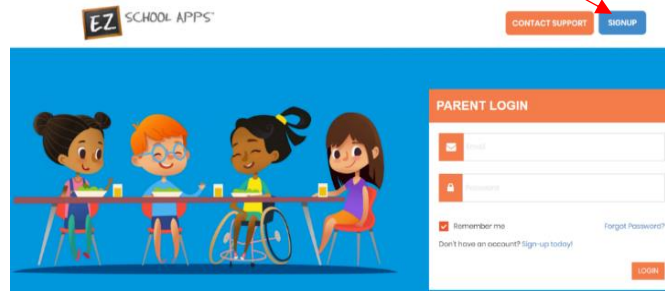 EZ SCHOOL APPS™
CONTACT SUPPORT
SIGNUP
PARENT LOGIN
Email
Password
Remember me
Forgot Password?
Don't have an account? Sign-up today!
LOGIN